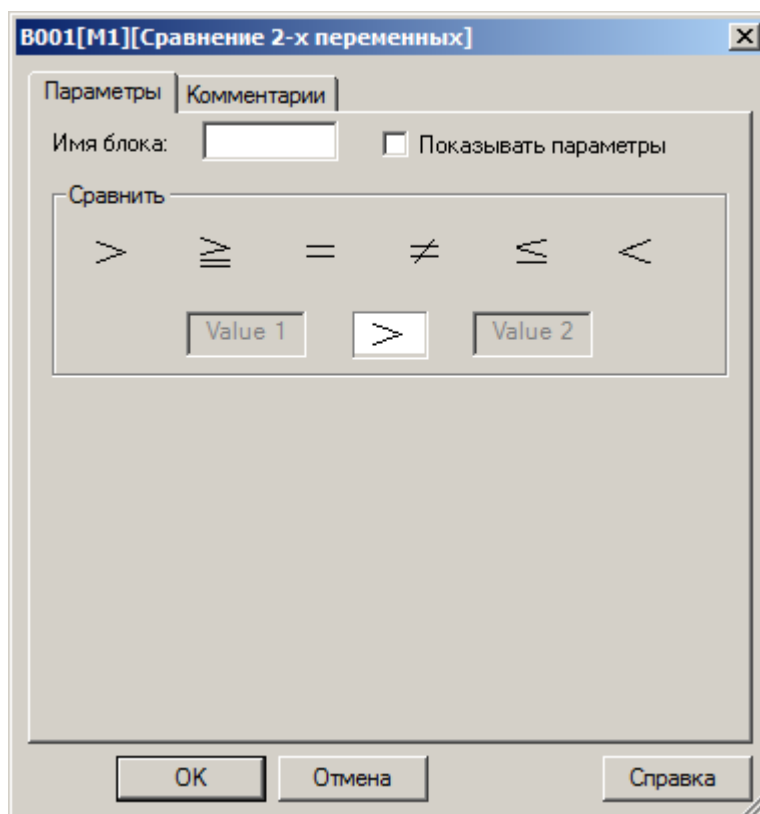 B001[M1][Сравнение 2-х переменных]
Параметры Комментарии
Имя блока: Показывать параметры
Сравнить
> ≧ = ≠ ≤ <
Value 1 > Value 2
OK Отмена Справка